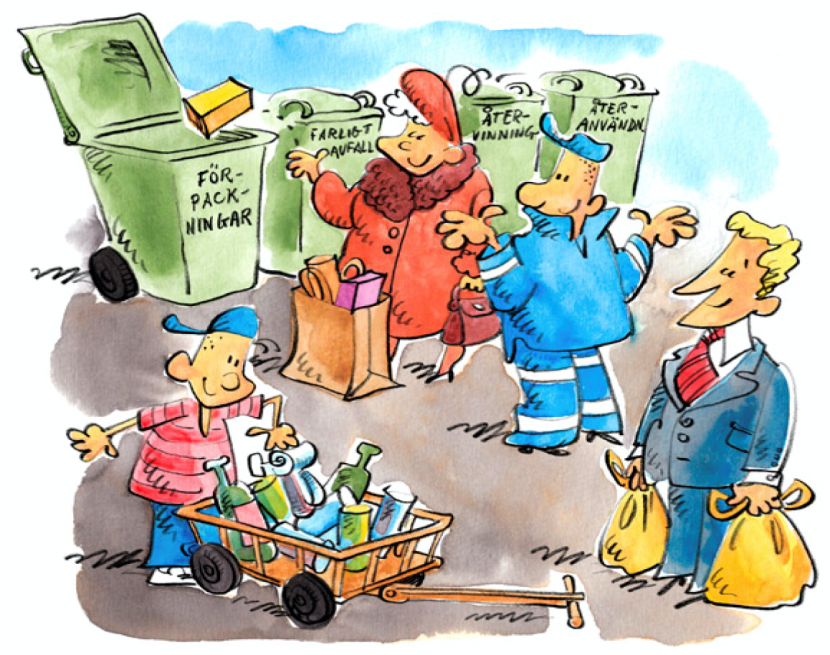 FÖR-
PACK-
NINGAR
FARLIGT
AVFALL
ÅTER-
VINNING
ÅTER-
ANVÄNDN.